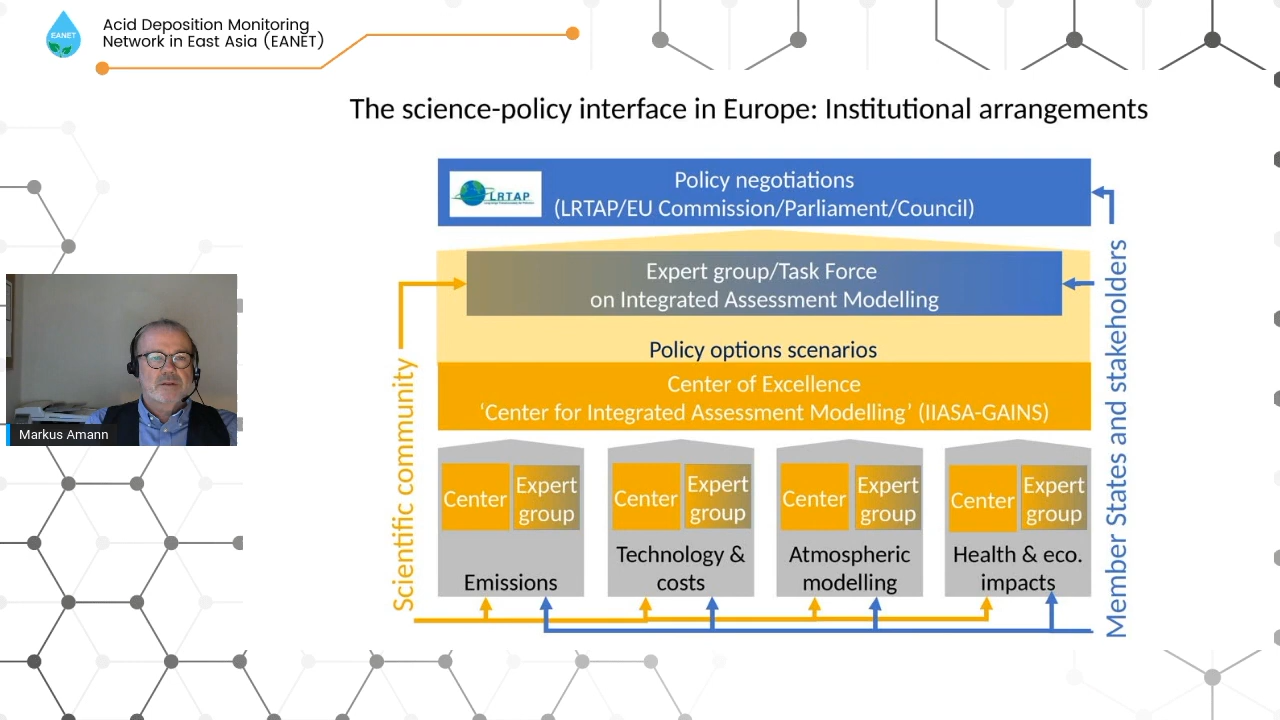 EANET
Acid Deposition Monitoring
Network in East Asia (EANET)
The science-policy interface in Europe: Institutional arrangements
LRTAP
Policy negotiations
(LRTAP/EU Commission/Parliament/Council)
Expert group/Task Force
on Integrated Assessment Modelling
Policy options scenarios
Center of Excellence
‘Center for Integrated Assessment Modelling’ (IIASA-GAINS)
Scientific community
Member States and stakeholders
Center
Expert
group
Emissions
Center
Expert
group
Technology &
costs
Center
Expert
group
Atmospheric
modelling
Center
Expert
group
Health & eco.
impacts
Markus Amann